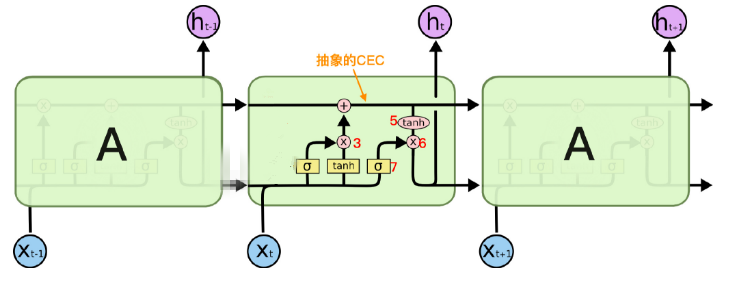 h t-1
h t
h t+1
抽象的CEC
+
5 tanh
A
x 3
x 6
A
σ
tanh
σ 7
X t-1
X t
X t+1